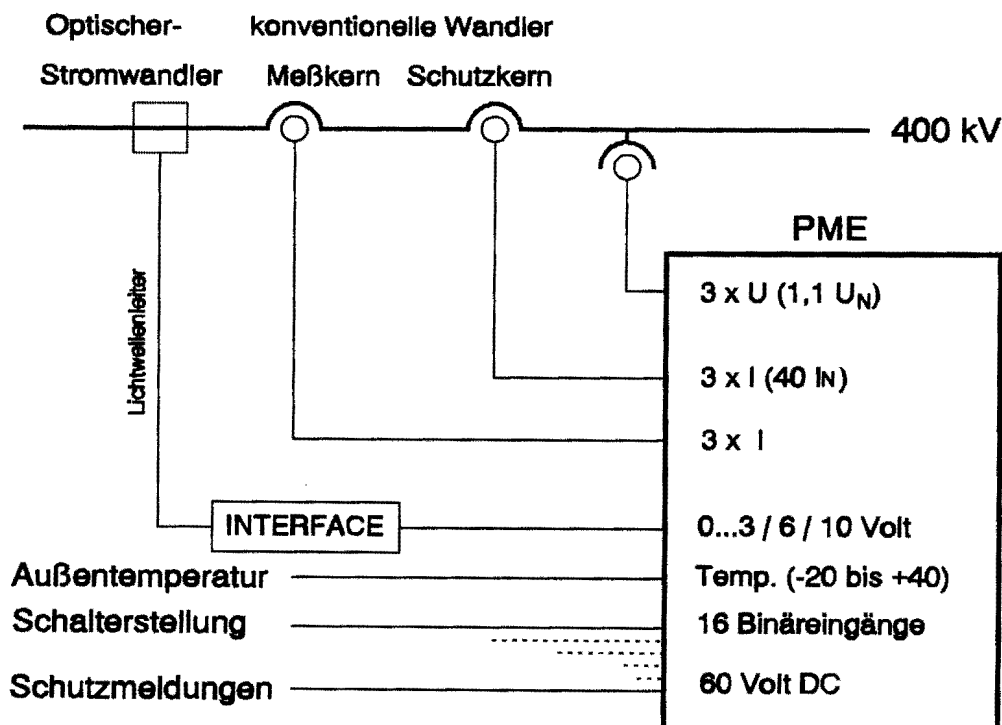 Optischer-
Stromwandler
konventionelle Wandler
Meßkern Schutzkern
400 kV
PME
Lichtwellenleiter
3 x U (1,1 UN)
3 x I (40 IN)
3 x I
INTERFACE
0...3 / 6 / 10 Volt
Außentemperatur
Temp. (-20 bis +40)
Schalterstellung
16 Binäreingänge
Schutzmeldungen
60 Volt DC